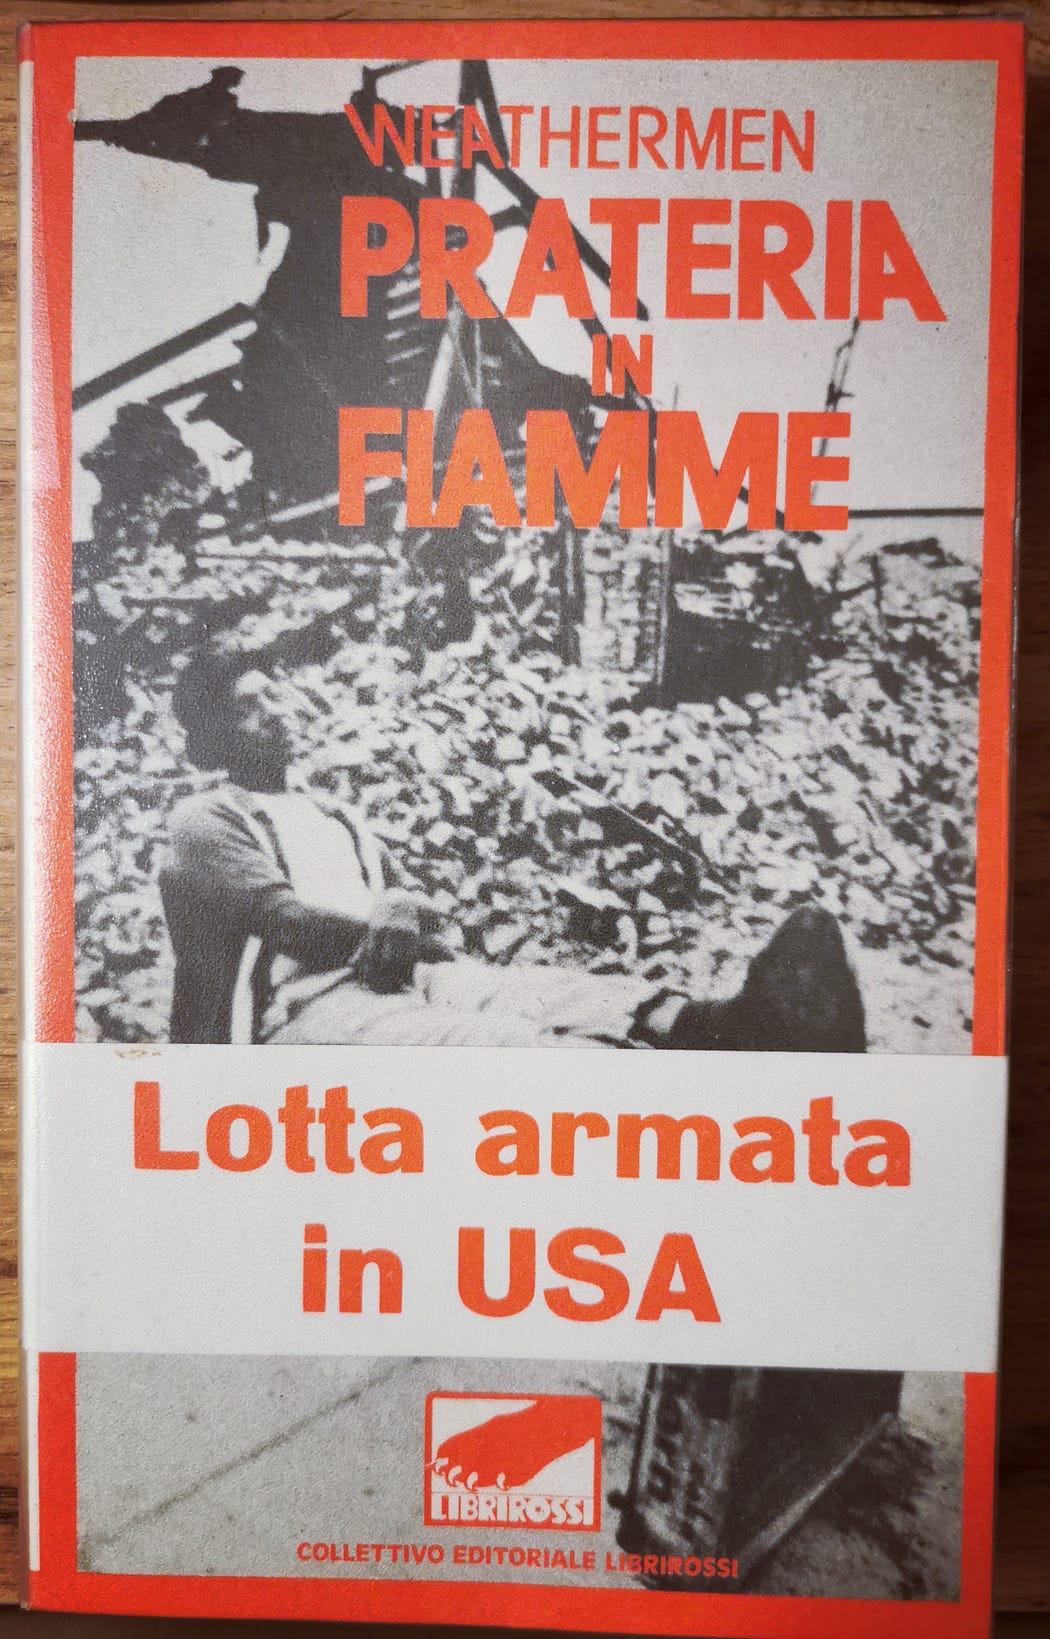 WEATHERMEN
PRATERIA
IN
FIAMME
Lotta armata
in USA
LIBRIROSSI
COLLETTIVO EDITORIALE LIBRIROSSI